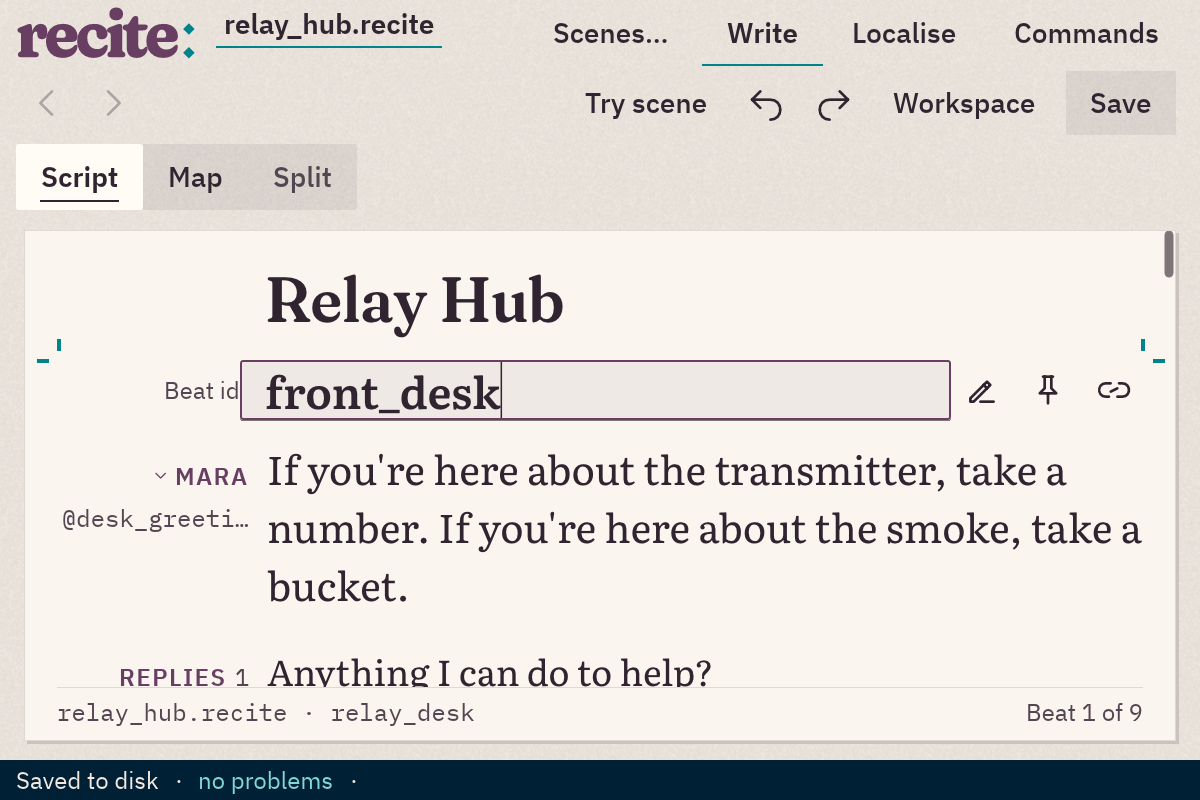 recite:
relay_hub.recite
Scenes...
Write
Localise
Commands
Try scene
Workspace
Save
Script
Map
Split
Relay Hub
Beat id
front_desk
MARA
@desk_greeti…
If you're here about the transmitter, take a
number. If you're here about the smoke, take a
bucket.
REPLIES 1
Anything I can do to help?
relay_hub.recite · relay_desk
Beat 1 of 9
Saved to disk · no problems ·